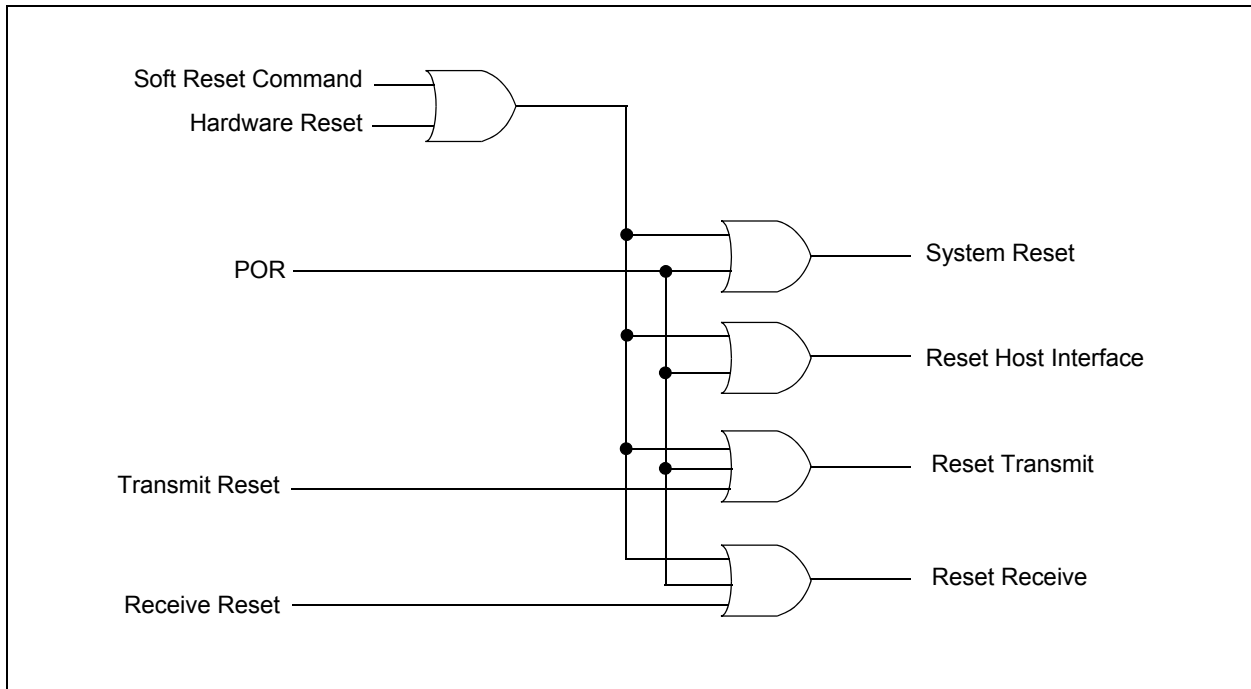 Soft Reset Command
Hardware Reset
System Reset
POR
Reset Host Interface
Reset Transmit
Transmit Reset
Reset Receive
Receive Reset